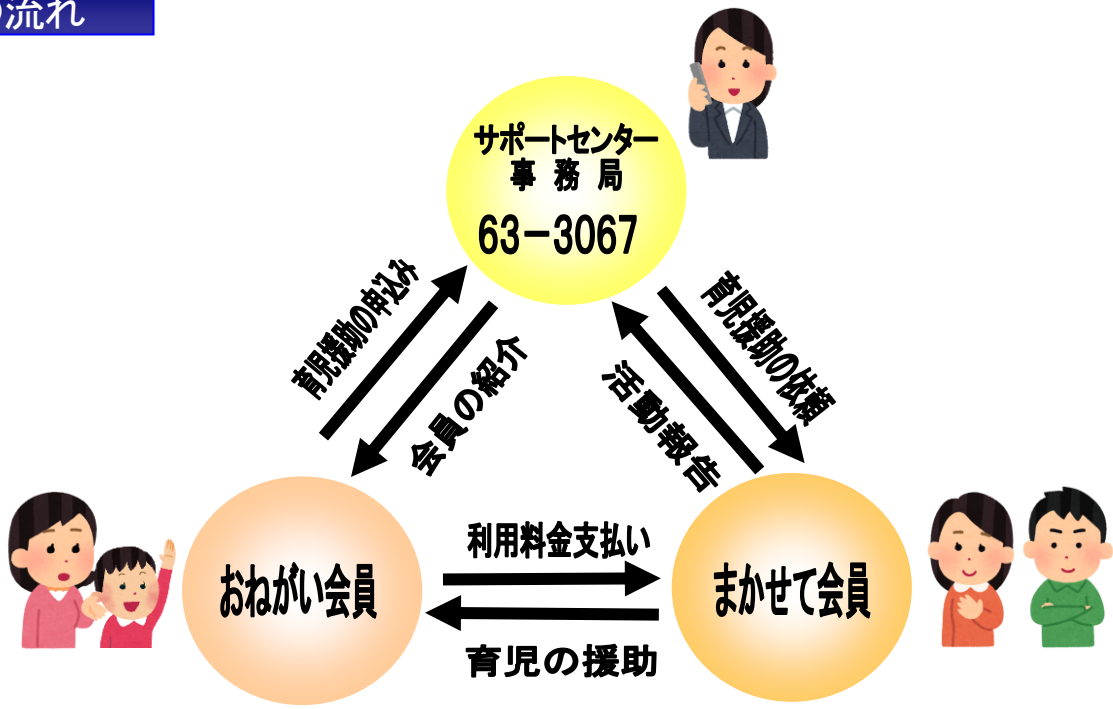 の流れ
サポートセンター
事務局
63-3067
育児援助の申込み
会員の紹介
育児援助の依頼
活動報告
おねがい会員
利用料金支払い
育児の援助
まかせて会員